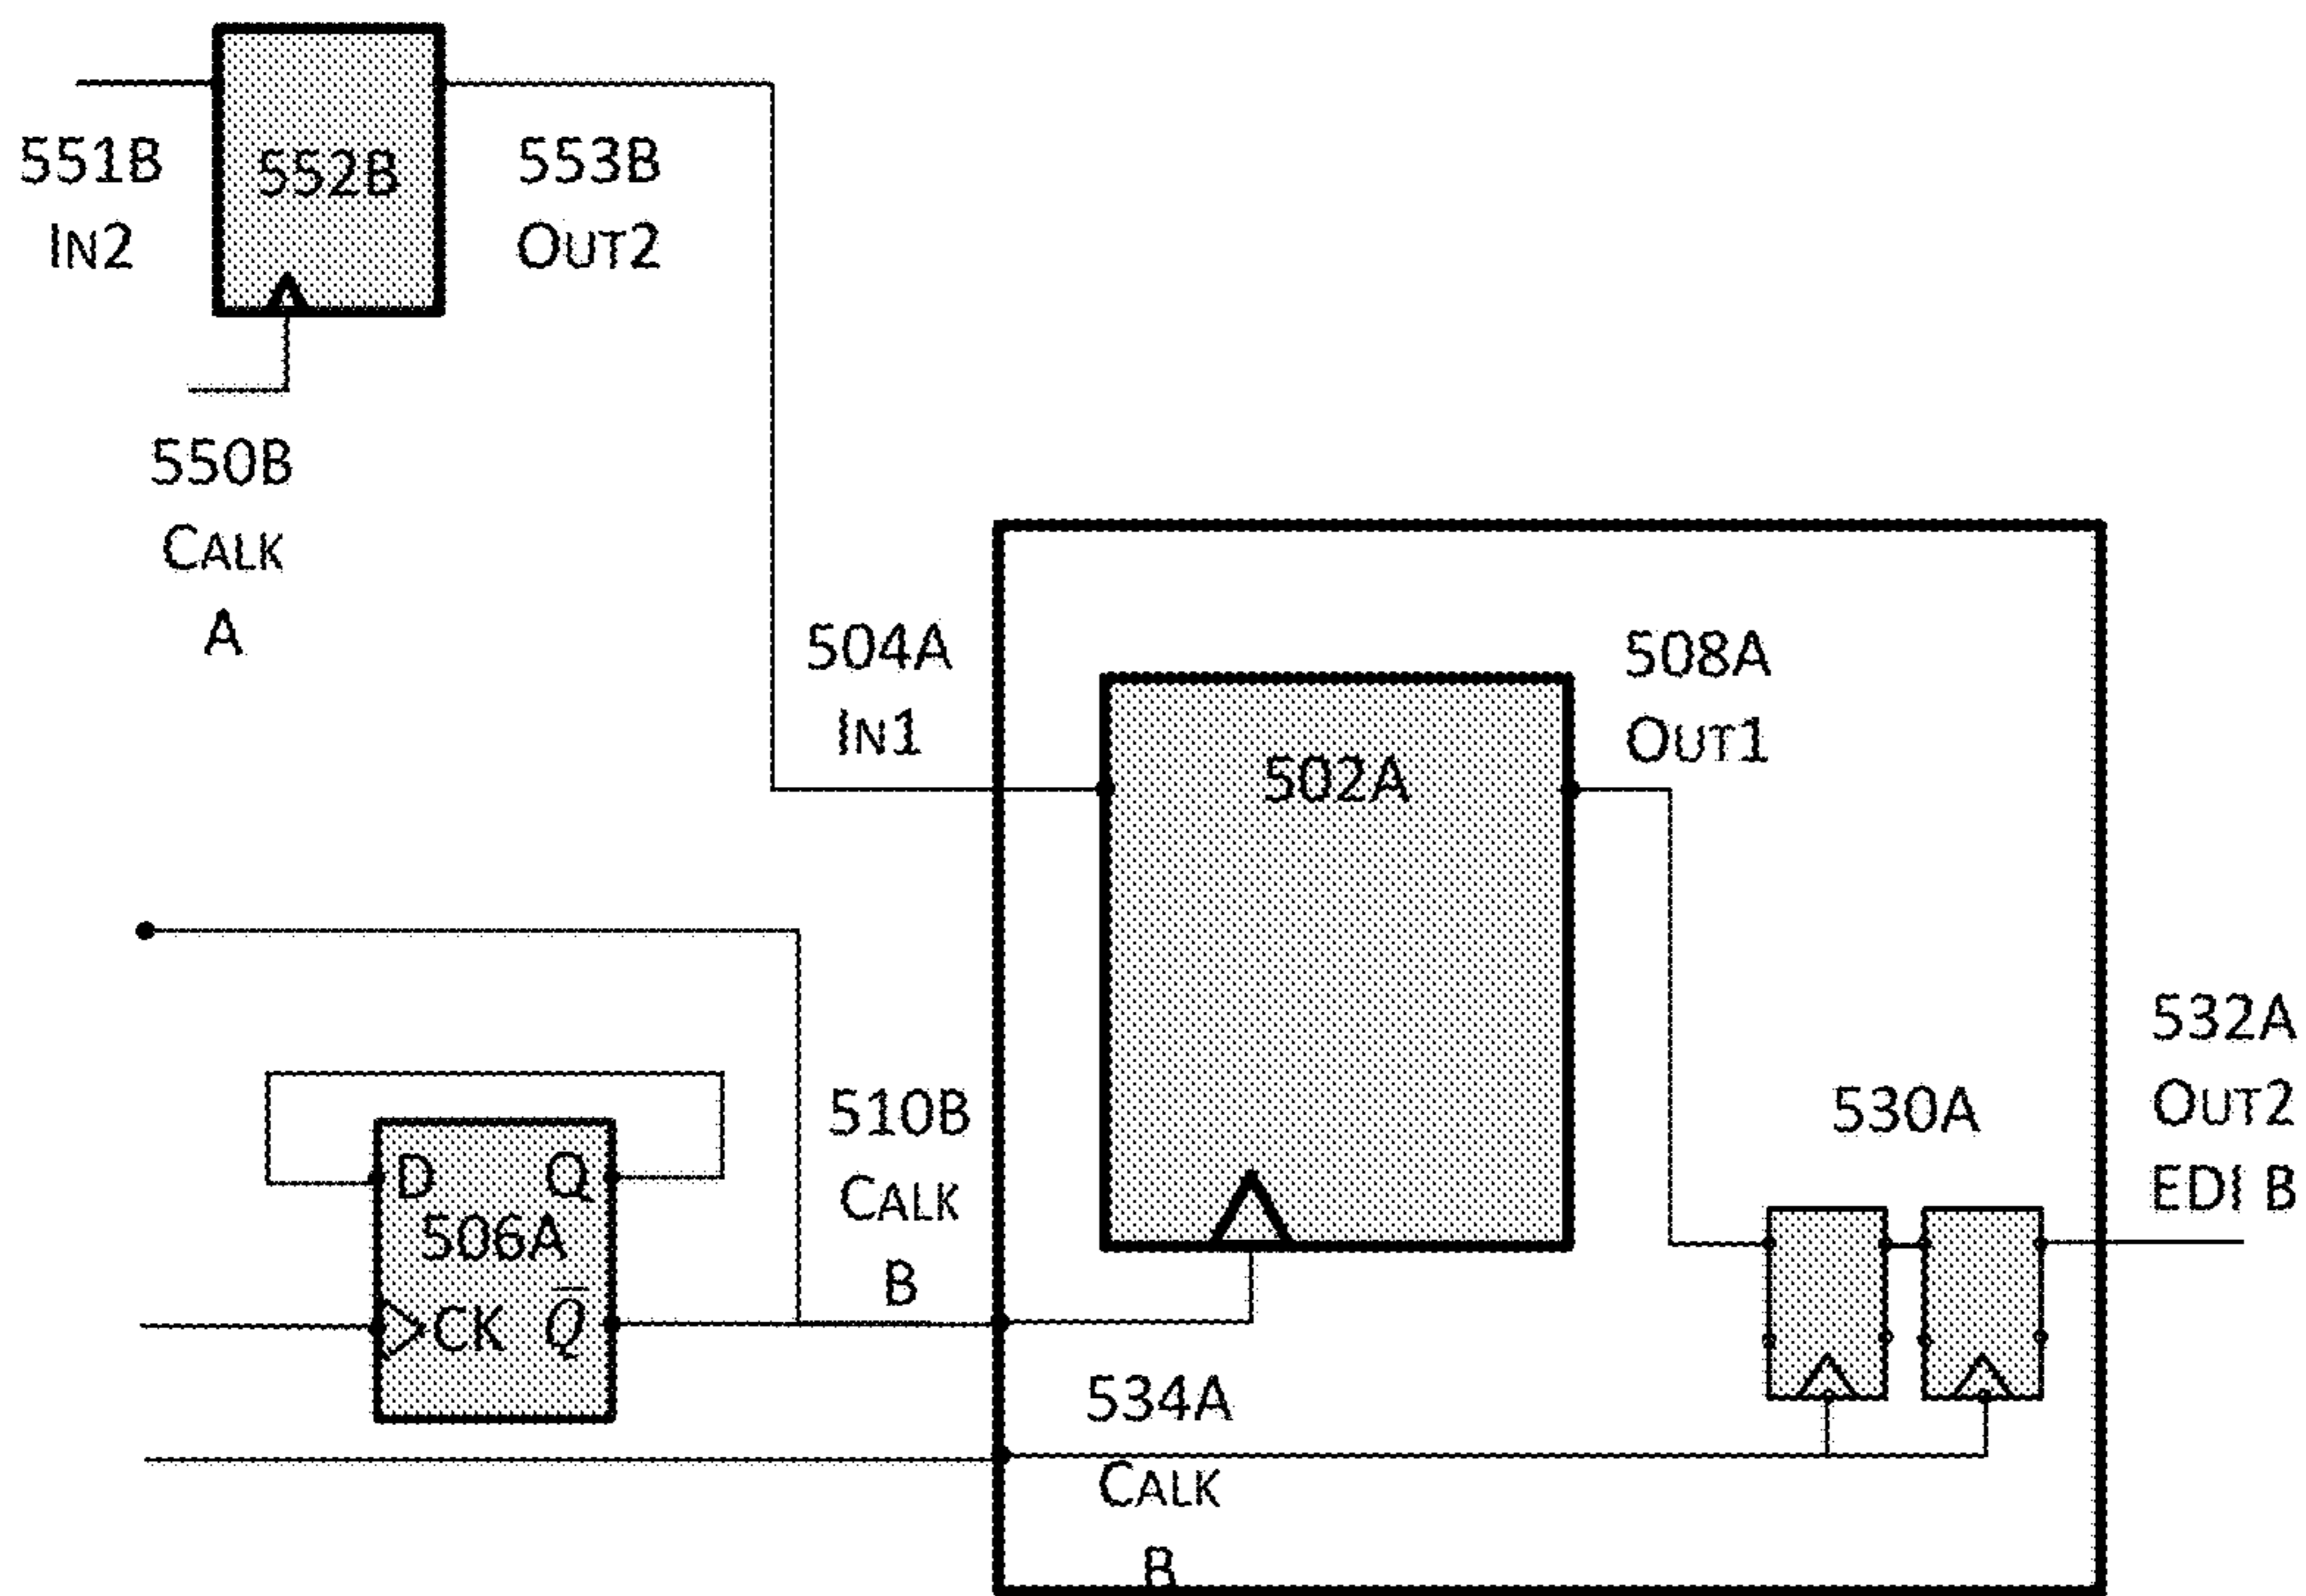 551B
IN2
552B
553B
OUT2
550B
CALK
A
504A
IN1
502A
508A
OUT1
510B
CALK
B
D Q
506A
CK Q̅
530A
532A
OUT2
EDI B
534A
CALK
B